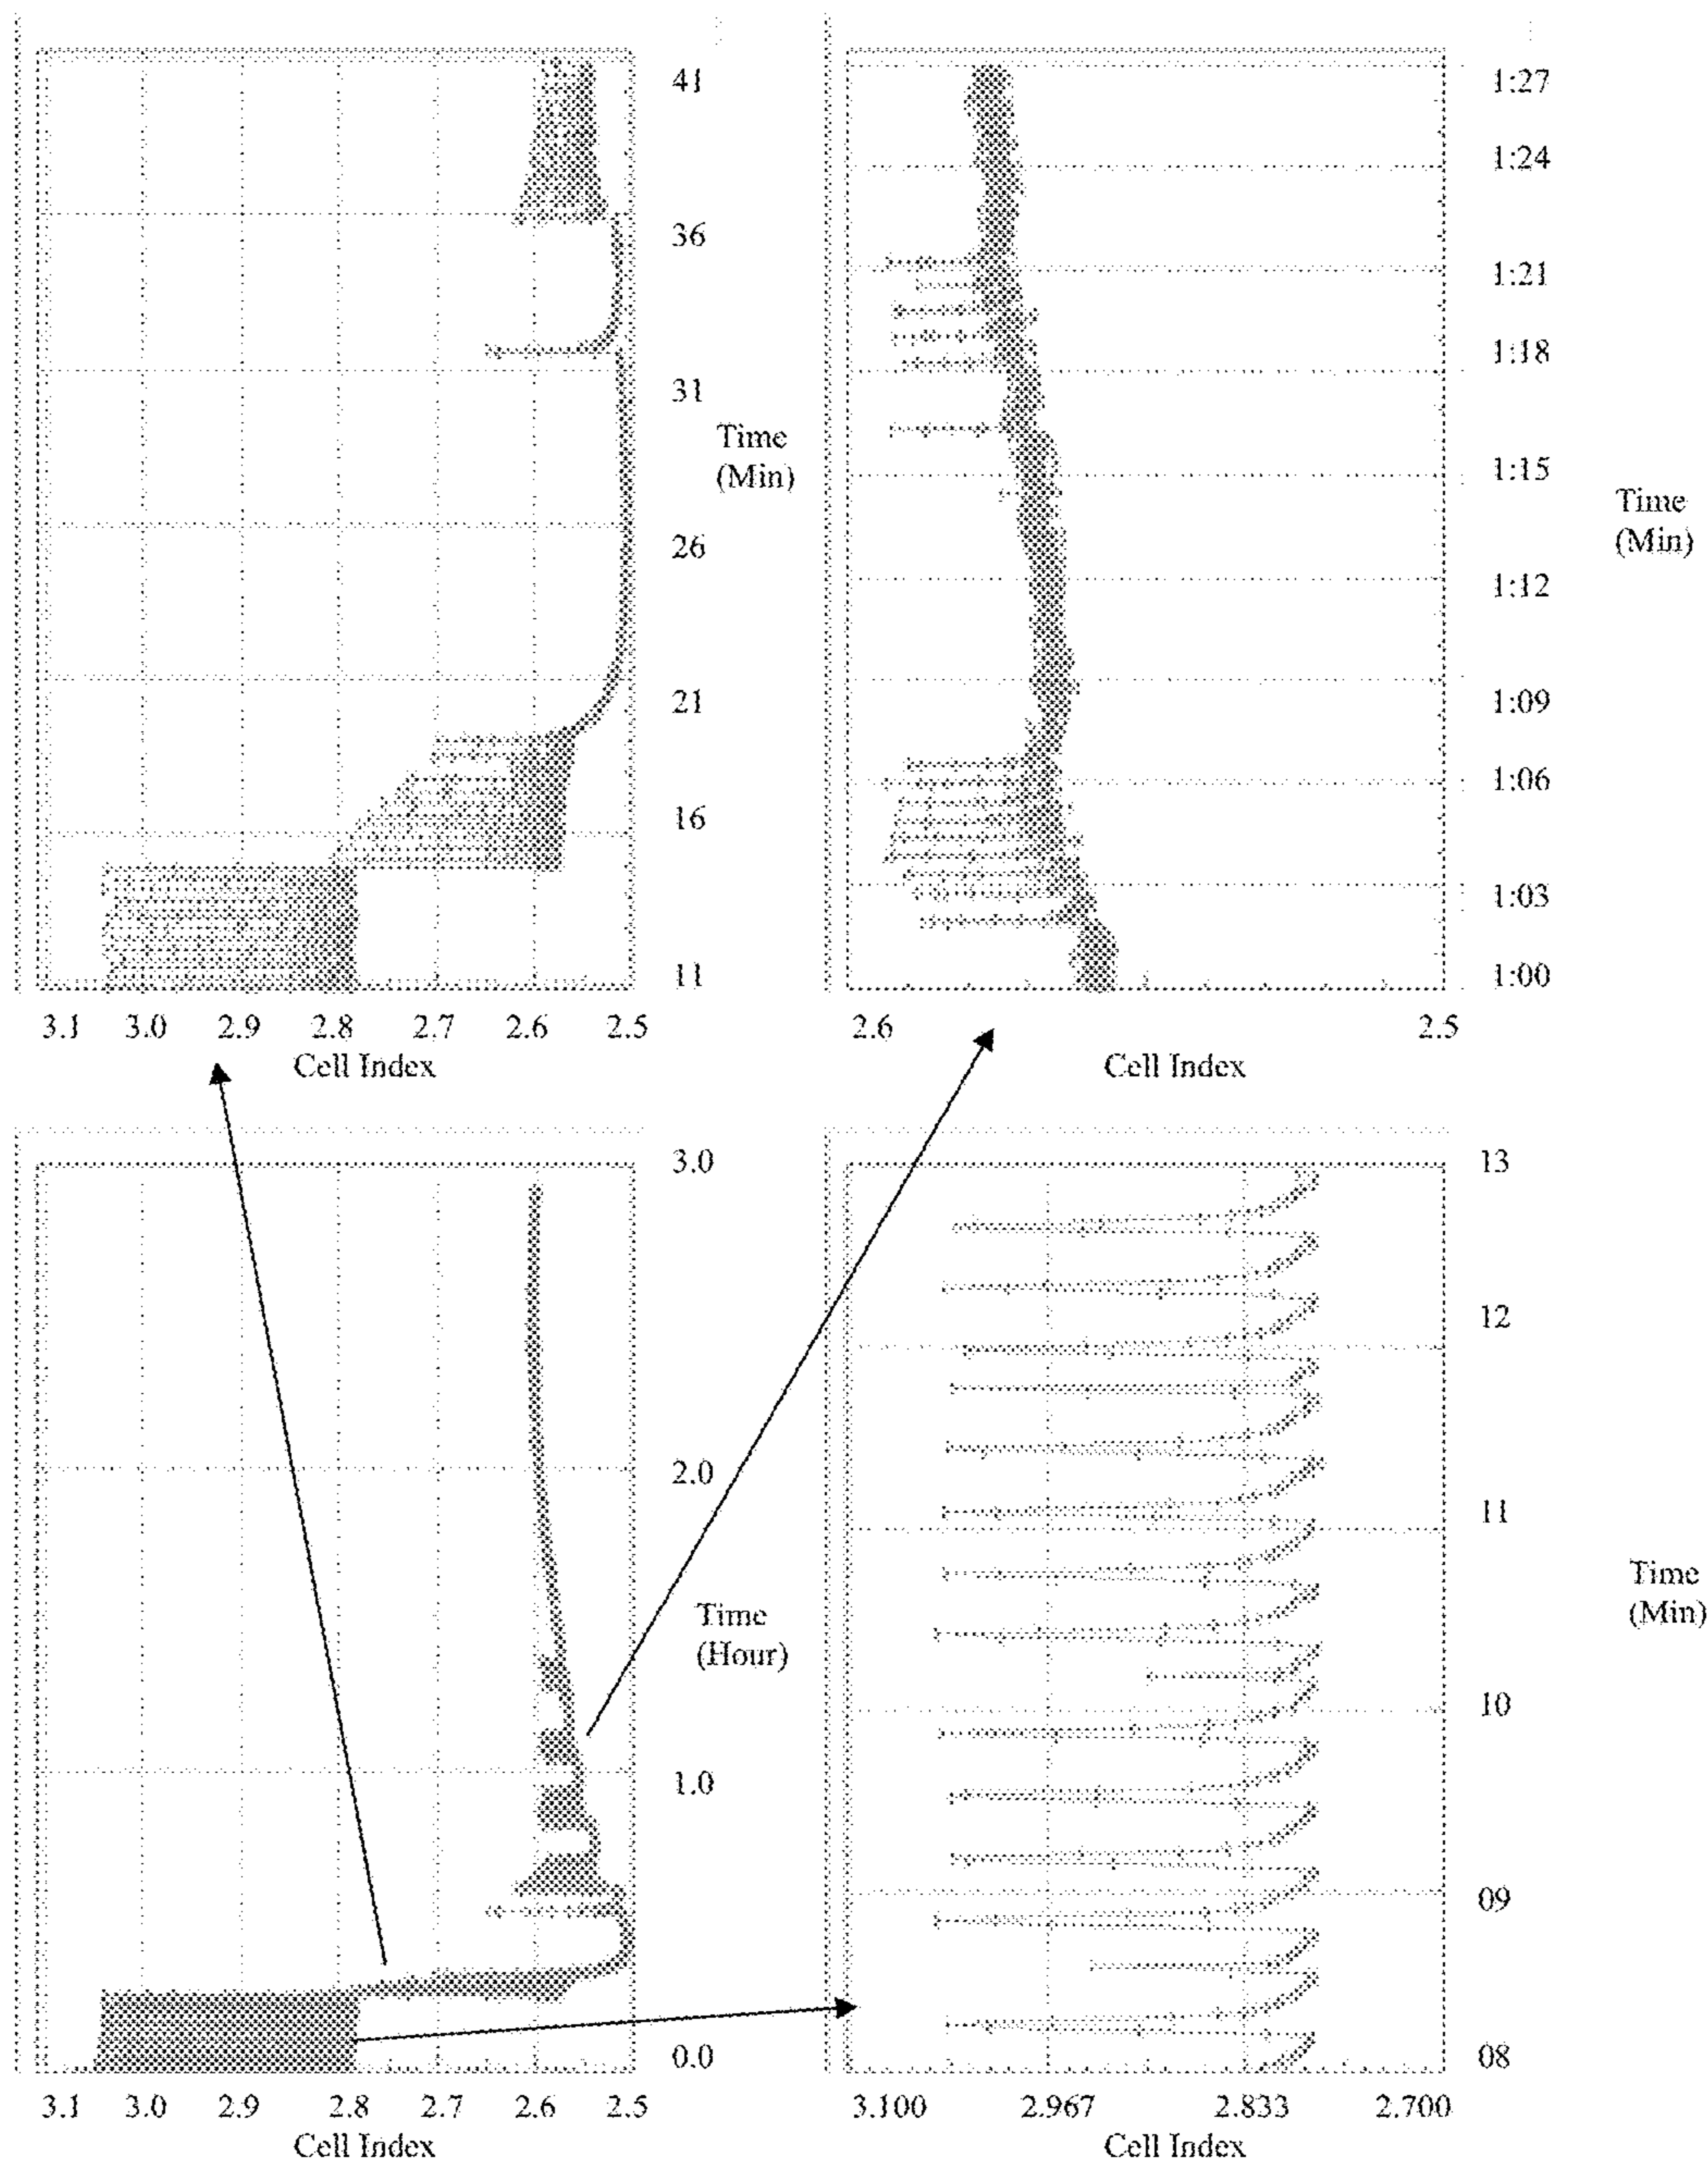 41
36
31
Time
(Min)
26
21
16
11
3.1 3.0 2.9 2.8 2.7 2.6 2.5
Cell Index
1:27
1:24
1:21
1:18
1:15
Time
(Min)
1:12
1:09
1:06
1:03
1:00
2.6 2.5
Cell Index
3.0
2.0
Time
(Hour)
1.0
0.0
3.1 3.0 2.9 2.8 2.7 2.6 2.5
Cell Index
13
12
11
Time
(Min)
10
09
08
3.100 2.967 2.833 2.700
Cell Index